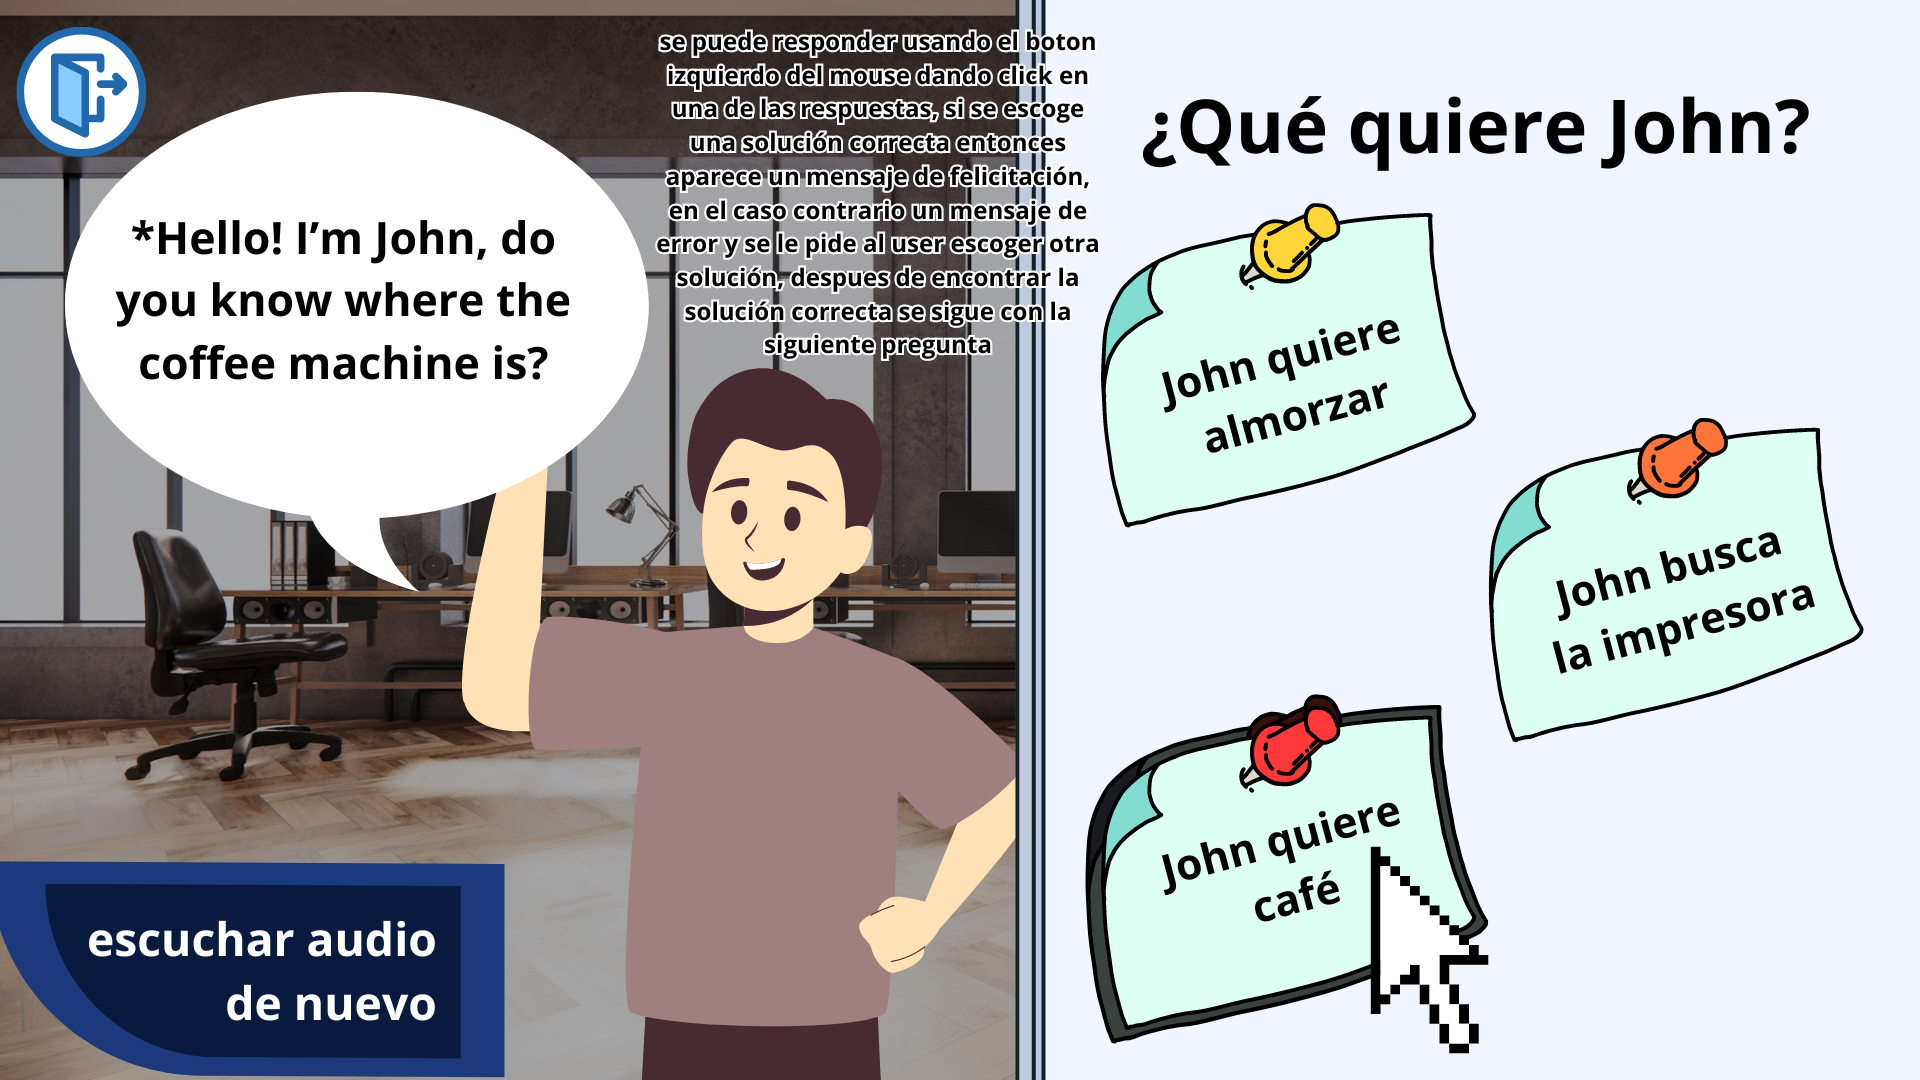 se puede responder usando el boton
izquierdo del mouse dando click en
una de las respuestas, si se escoge
una solución correcta entonces
aparece un mensaje de felicitación,
en el caso contrario un mensaje de
error y se le pide al user escoger otra
solución, despues de encontrar la
solución correcta se sigue con la
siguiente pregunta
*Hello! I’m John, do
you know where the
coffee machine is?
escuchar audio
de nuevo
¿Qué quiere John?
John quiere
almorzar
John busca
la impresora
John quiere
café